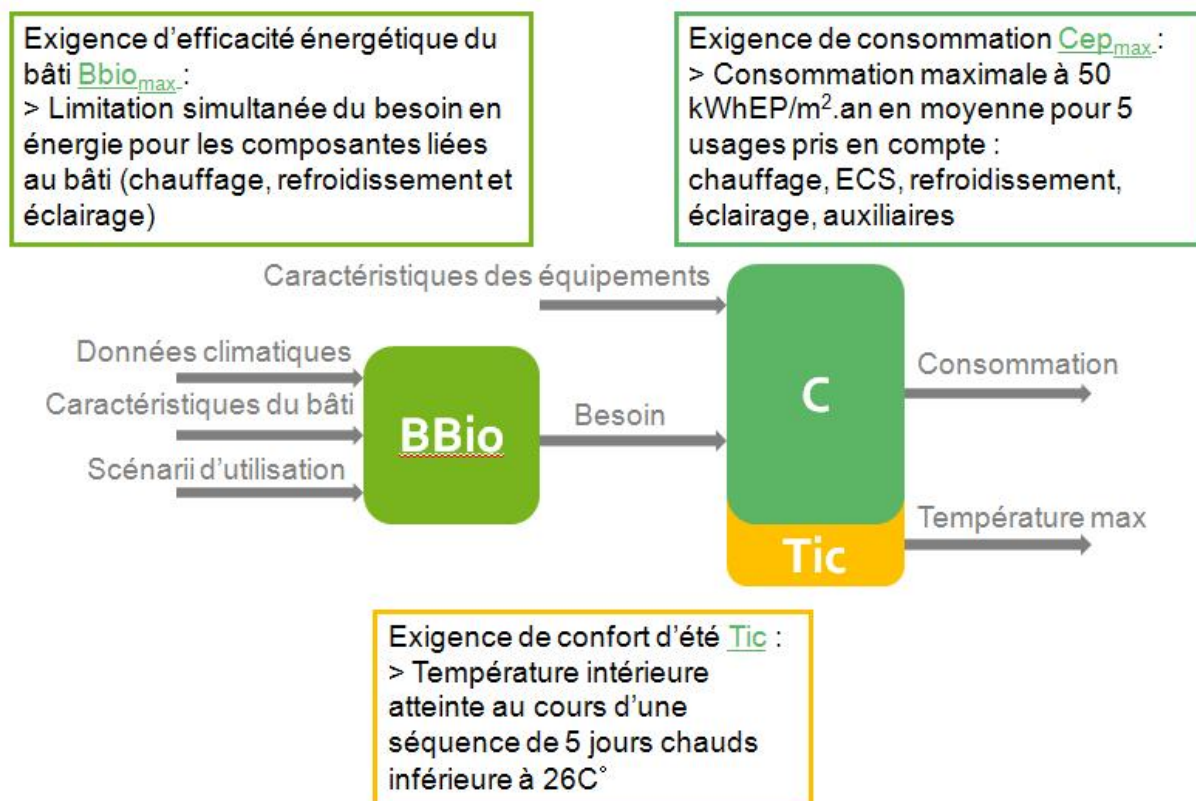 Exigence d'efficacité énergétique du
bâti Bbiomax :
> Limitation simultanée du besoin en
énergie pour les composantes liées
au bâti (chauffage, refroidissement et
éclairage)
Exigence de consommation Cepmax :
> Consommation maximale à 50
kWhEP/m².an en moyenne pour 5
usages pris en compte :
chauffage, ECS, refroidissement,
éclairage, auxiliaires
Caractéristiques des équipements
Données climatiques
Caractéristiques du bâti
Scénarii d'utilisation
BBio
Besoin
C
Tic
Consommation
Température max
Exigence de confort d'été Tic :
> Température intérieure
atteinte au cours d'une
séquence de 5 jours chauds
inférieure à 26C°